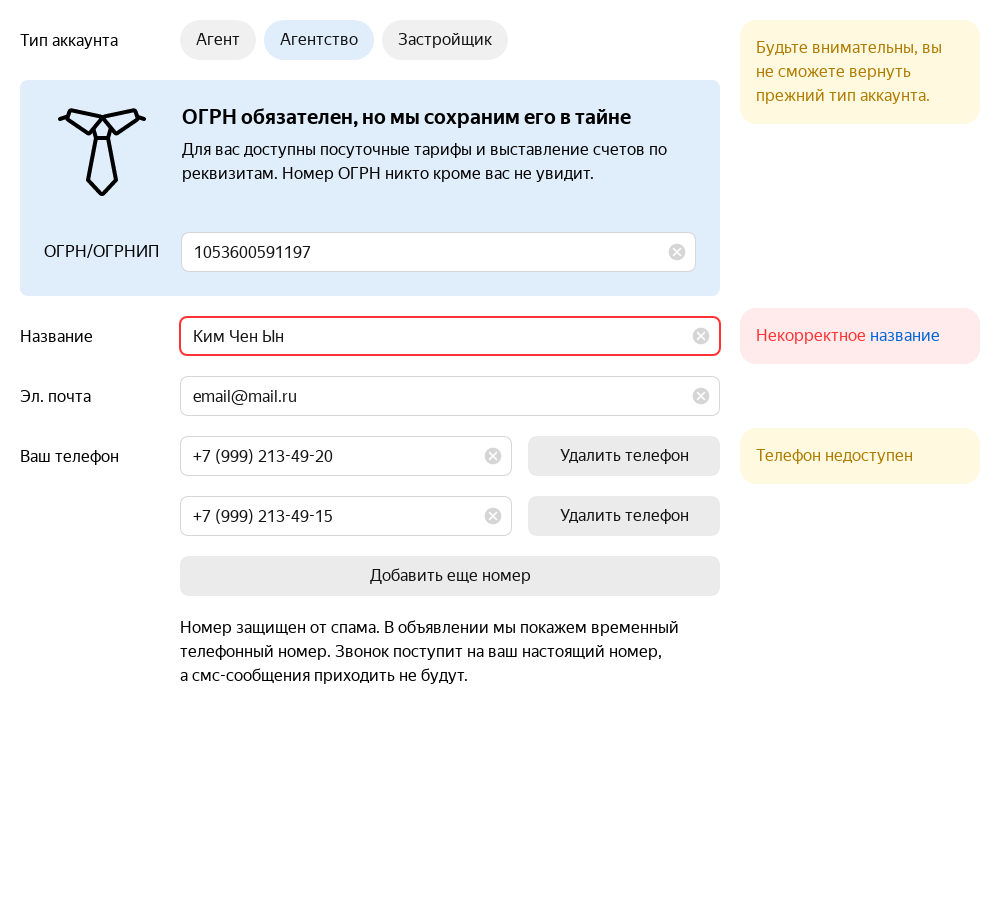 Тип аккаунта
Агент
Агентство
Застройщик
Будьте внимательны, вы
не сможете вернуть
прежний тип аккаунта.
ОГРН обязателен, но мы сохраним его в тайне
Для вас доступны посуточные тарифы и выставление счетов по
реквизитам. Номер ОГРН никто кроме вас не увидит.
ОГРН/ОГРНИП
1053600591197
Название
Ким Чен Ын
Некорректное название
Эл. почта
email@mail.ru
Ваш телефон
+7 (999) 213-49-20
Удалить телефон
Телефон недоступен
+7 (999) 213-49-15
Удалить телефон
Добавить еще номер
Номер защищен от спама. В объявлении мы покажем временный
телефонный номер. Звонок поступит на ваш настоящий номер,
а смс-сообщения приходить не будут.